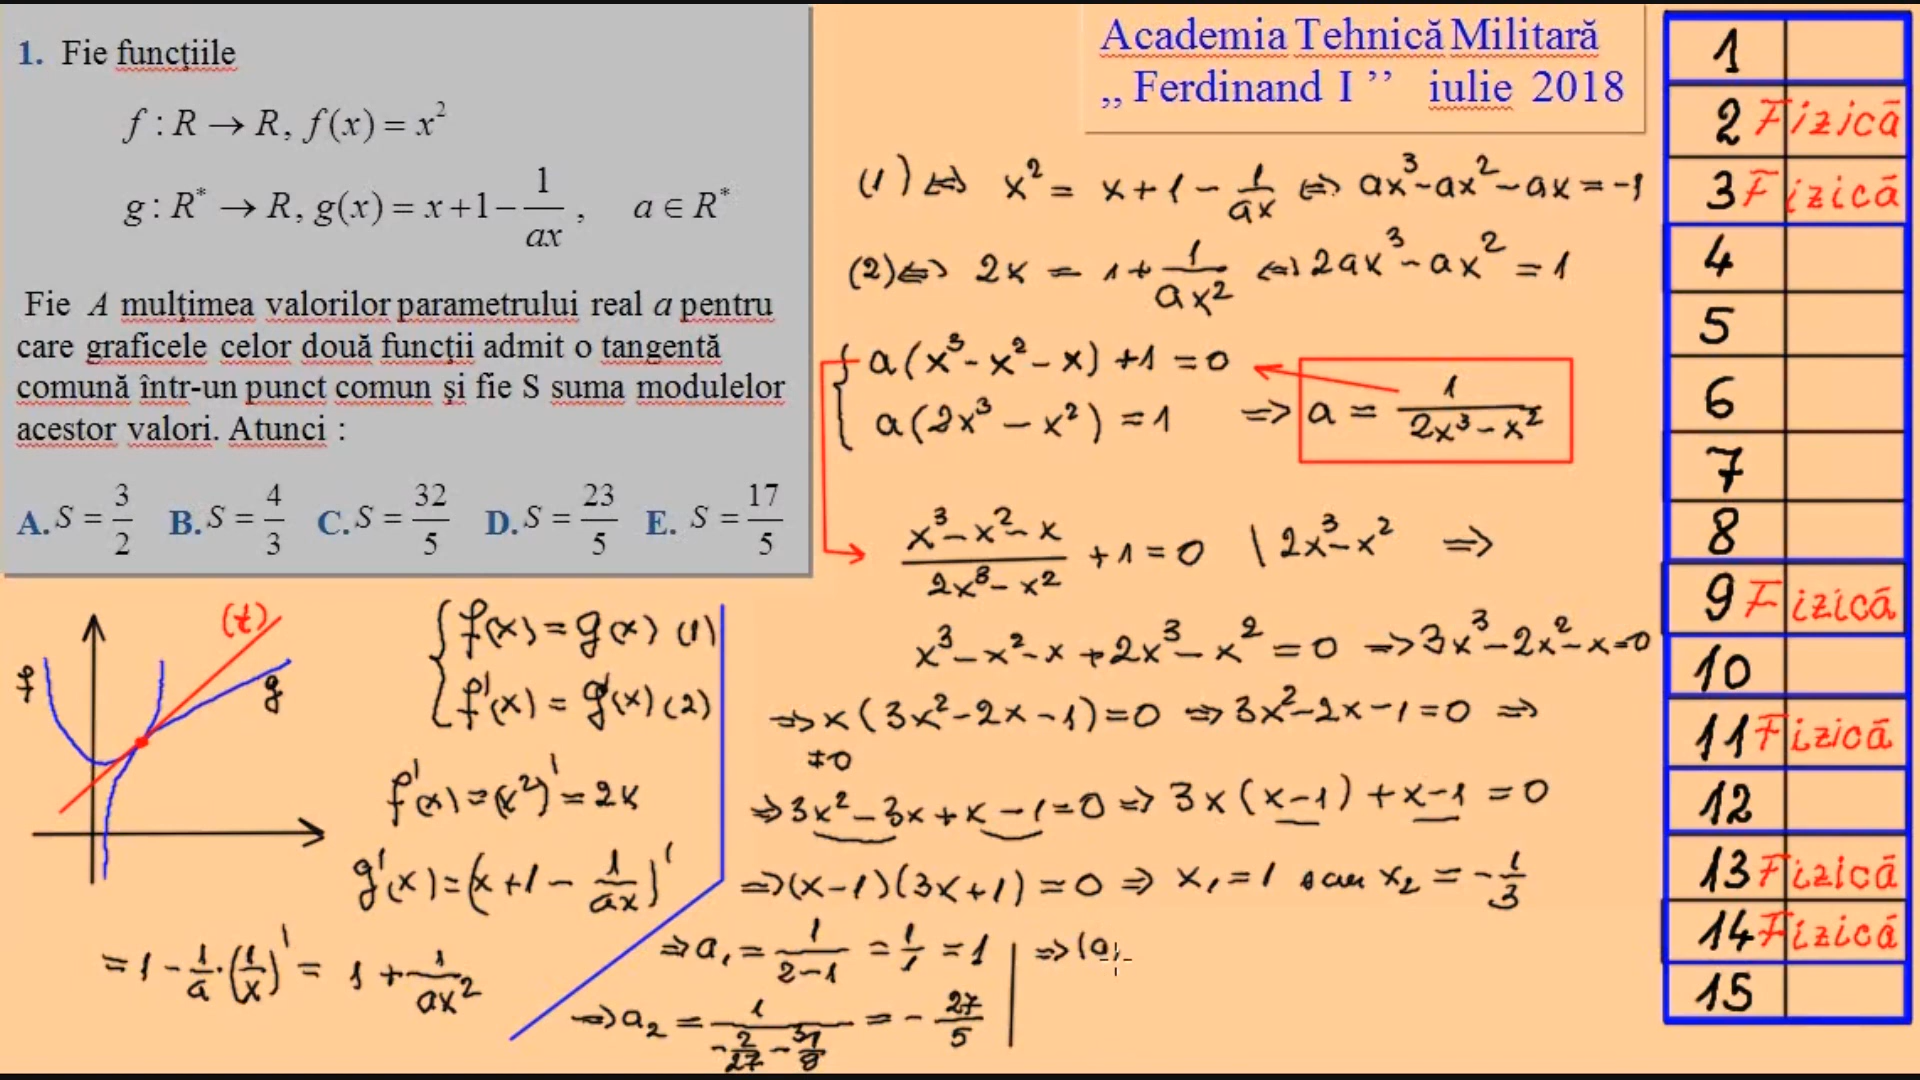 1. Fie funcțiile
f : R → R, f(x) = x²
g : R* → R, g(x) = x+1− 1/ax , a ∈ R*
Fie A mulțimea valorilor parametrului real a pentru
care graficele celor două funcții admit o tangentă
comună într-un punct comun și fie S suma modulelor
acestor valori. Atunci :
A. S = 3/2 B. S = 4/3 C. S = 32/5 D. S = 23/5 E. S = 17/5
Academia Tehnică Militară
,, Ferdinand I ’’ iulie 2018
(1) ⇔ x² = x+1− 1/ax ⇔ ax³−ax²−ax=−1
(2) ⇔ 2x = 1+ 1/ax² ⇔ 2ax³−ax² = 1
{ a(x³−x²−x)+1 = 0
a(2x³−x²) = 1 ⇒ a = 1/(2x³−x²)
(x³−x²−x)/(2x³−x²) +1=0 | 2x³−x² ⇒
x³−x²−x+2x³−x² = 0 ⇒ 3x³−2x²−x=0
⇒ x(3x²−2x−1)=0 ⇒ 3x²−2x−1=0 ⇒
≠0
⇒ 3x²−3x+x−1=0 ⇒ 3x(x−1)+x−1 = 0
⇒ (x−1)(3x+1) = 0 ⇒ x₁=1 sau x₂ = −1/3
⇒ a₁ = 1/(2−1) = 1/1 = 1 ⇒ |a₁
⇒ a₂ = 1/(−2/27 − 3)1/9) = − 27/5
f
(t)
g
{ f(x) = g(x) (1)
f'(x) = g'(x) (2)
f'(x) = (x²)' = 2x
g'(x) = (x+1− 1/ax)'
= 1 − 1/a · (1/x)' = 1 + 1/ax²
1
2 Fizică
3 Fizică
4
5
6
7
8
9 Fizică
10
11 Fizică
12
13 Fizică
14 Fizică
15